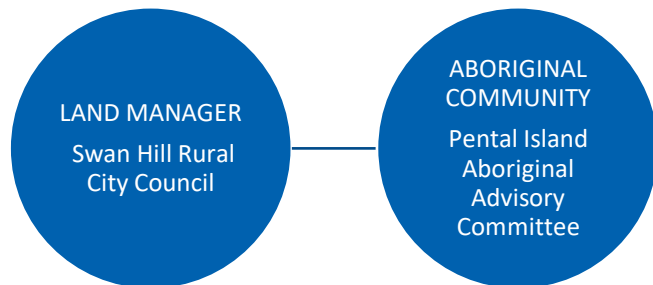 LAND MANAGER
Swan Hill Rural
City Council
ABORIGINAL
COMMUNITY
Pental Island
Aboriginal
Advisory
Committee